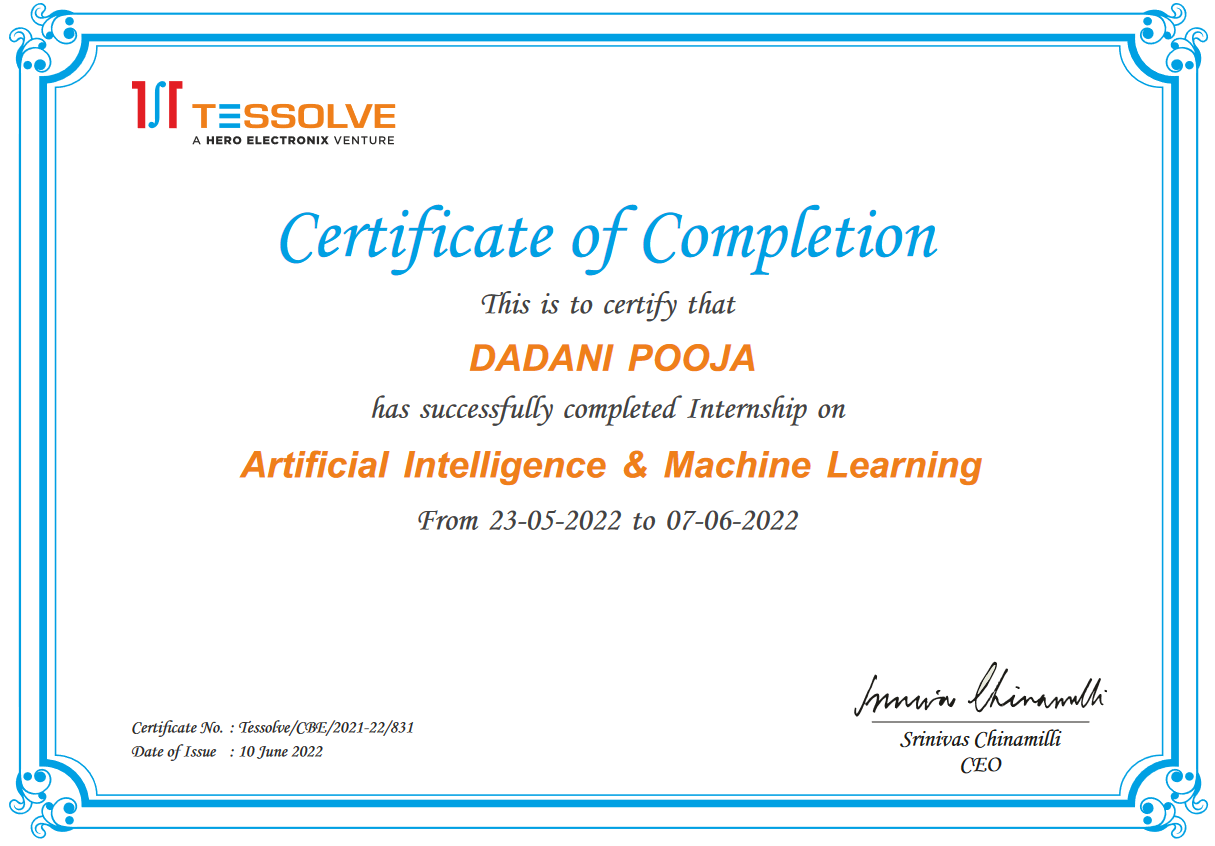 TESSOLVE
A HERO ELECTRONIX VENTURE
Certificate of Completion
This is to certify that
DADANI POOJA
has successfully completed Internship on
Artificial Intelligence & Machine Learning
From 23-05-2022 to 07-06-2022
Srinivas Chinamilli
Certificate No. : Tessolve/CBE/2021-22/831
Srinivas Chinamilli
Date of Issue : 10 June 2022
CEO